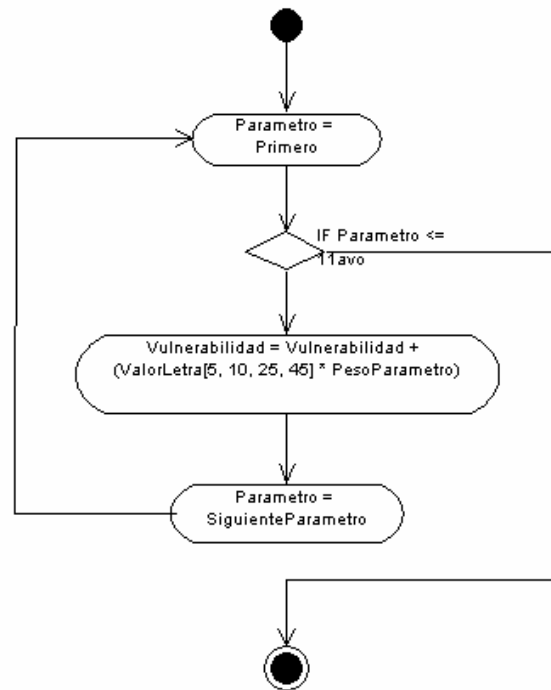 Parametro =
Primero
IF Parametro <=
11avo
Vulnerabilidad = Vulnerabilidad +
(ValorLetra[5, 10, 25, 45] * PesoParametro)
Parametro =
SiguienteParametro